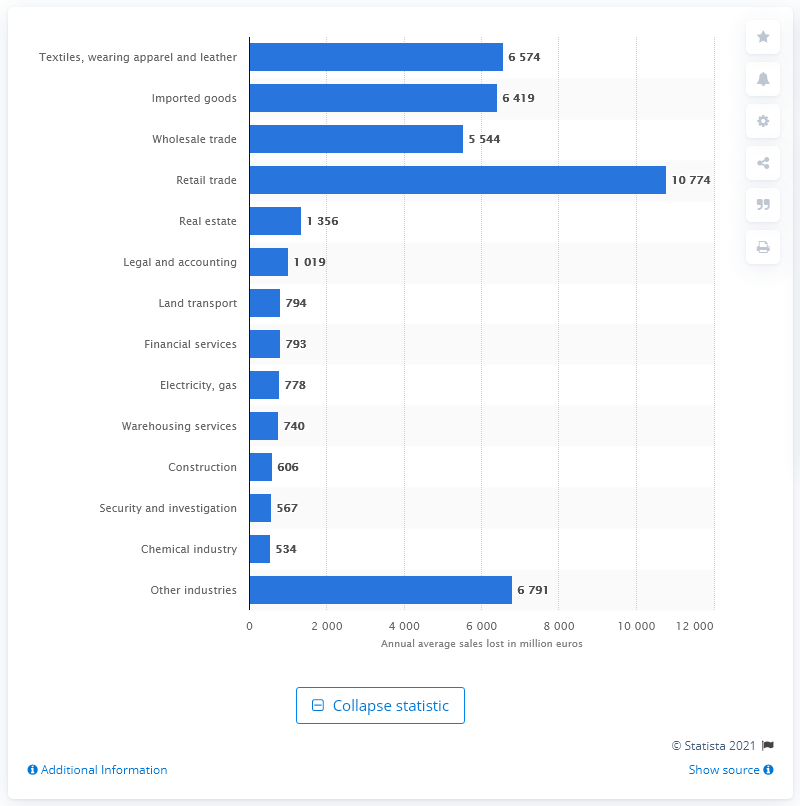 Textiles, wearing apparel and leather 6 574
Imported goods 6 419
Wholesale trade 5 544
Retail trade 10 774
Real estate 1 356
Legal and accounting 1 019
Land transport 794
Financial services 793
Electricity, gas 778
Warehousing services 740
Construction 606
Security and investigation 567
Chemical industry 534
Other industries 6 791
0 2 000 4 000 6 000 8 000 10 000 12 000
Annual average sales lost in million euros
Collapse statistic
© Statista 2021
Additional Information Show source